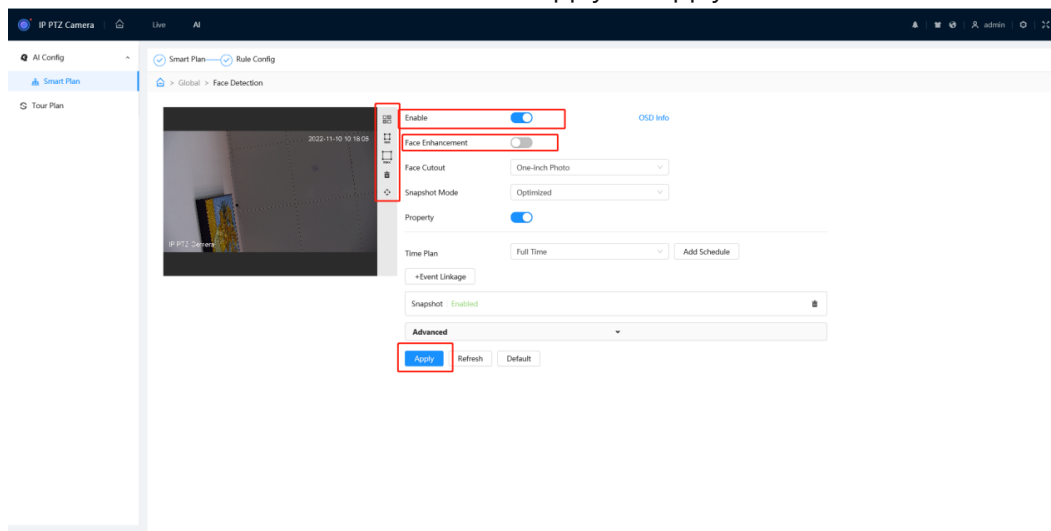 IP PTZ Camera Live AI admin
AI Config
Smart Plan
Tour Plan
Smart Plan Rule Config
> Global > Face Detection
2022-11-10 10:18:05
IP PTZ Camera
Enable OSD Info
Face Enhancement
Face Cutout One-inch Photo
Snapshot Mode Optimized
Property
Time Plan Full Time Add Schedule
+Event Linkage
Snapshot Enabled
Advanced
Apply Refresh Default